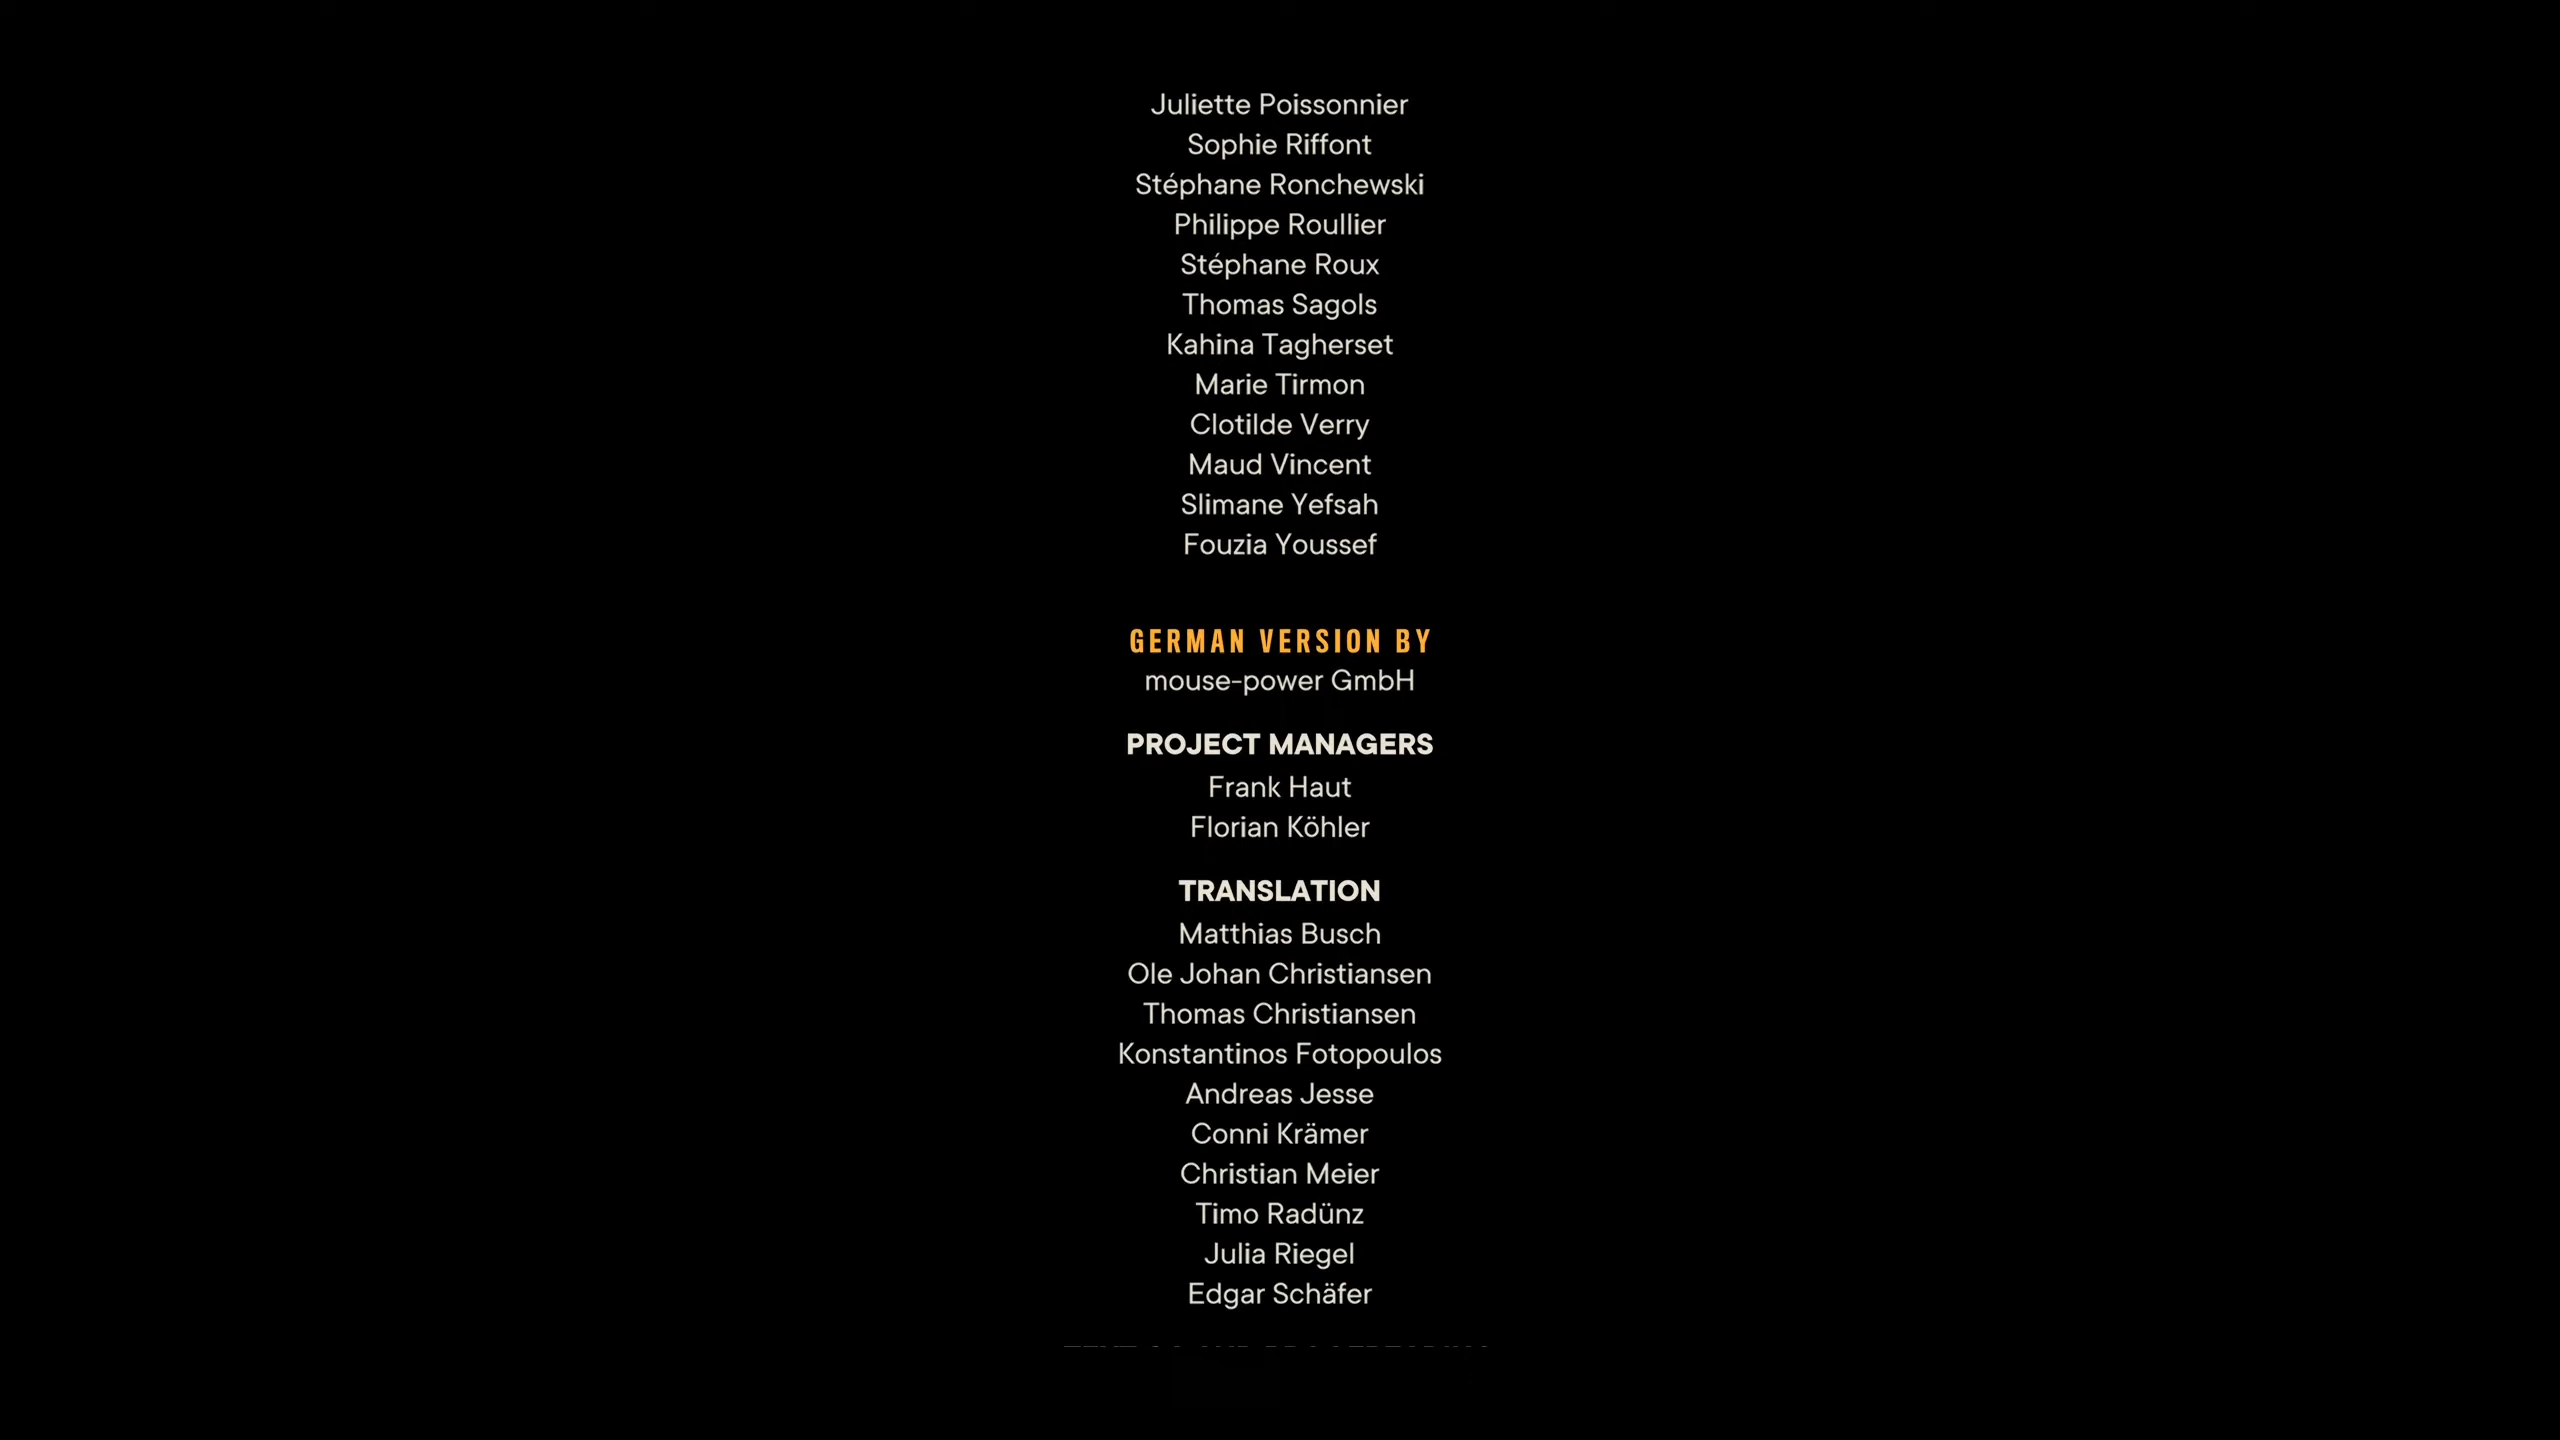 Juliette Poissonnier
Sophie Riffont
Stéphane Ronchewski
Philippe Roullier
Stéphane Roux
Thomas Sagols
Kahina Tagherset
Marie Tirmon
Clotilde Verry
Maud Vincent
Slimane Yefsah
Fouzia Youssef
GERMAN VERSION BY
mouse-power GmbH
PROJECT MANAGERS
Frank Haut
Florian Köhler
TRANSLATION
Matthias Busch
Ole Johan Christiansen
Thomas Christiansen
Konstantinos Fotopoulos
Andreas Jesse
Conni Krämer
Christian Meier
Timo Radünz
Julia Riegel
Edgar Schäfer